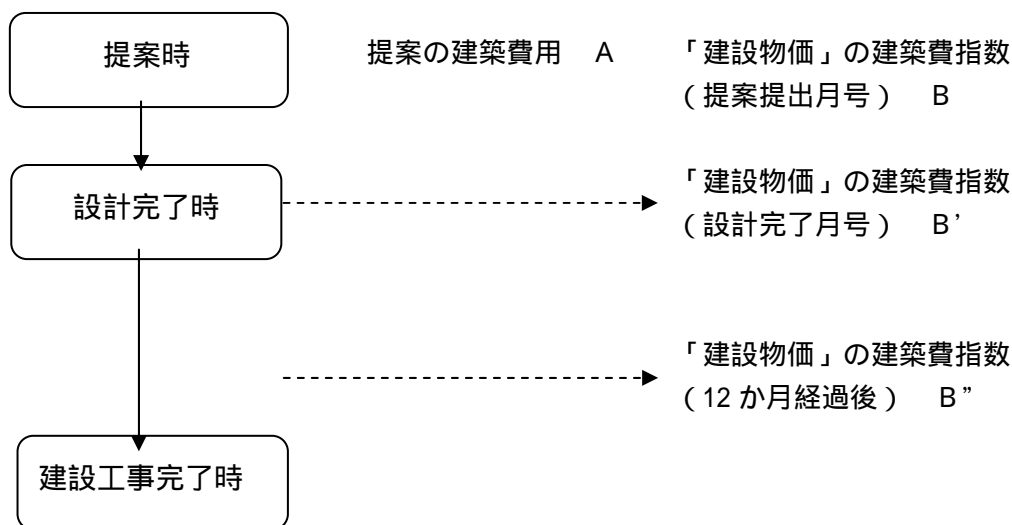 提案時
提案の建築費用 A
「建設物価」の建築費指数
(提案提出月号) B
設計完了時
「建設物価」の建築費指数
(設計完了月号) B’
「建設物価」の建築費指数
(12 か月経過後) B”
建設工事完了時